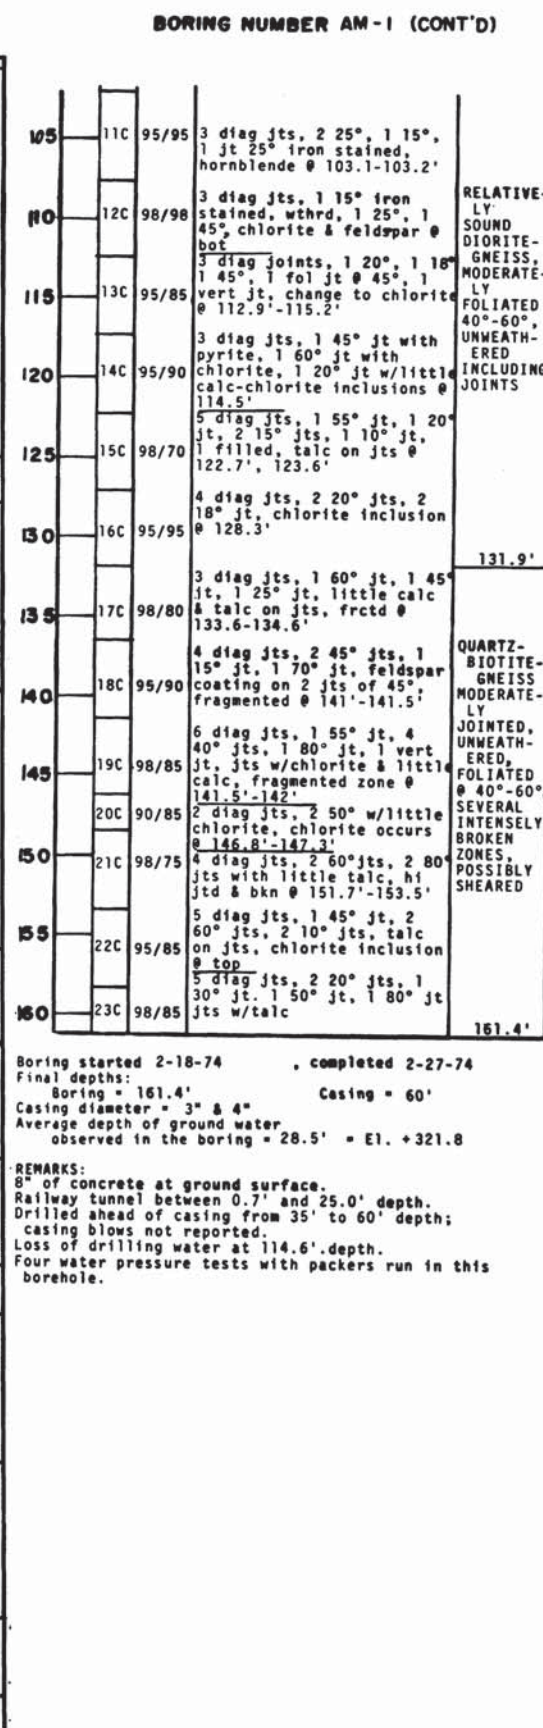 BORING NUMBER AM-1 (CONT'D)
105 11C 95/95 3 diag jts, 2 25°, 1 15°,
1 jt 25° iron stained,
hornblende @ 103.1-103.2'
110 12C 98/98 3 diag jts, 1 15° iron
stained, wthrd, 1 25°, 1
45°, chlorite & feldspar @
bot
115 13C 95/85 3 diag joints, 1 20°, 1 18°
1 45°, 1 fol jt @ 45°, 1
vert jt, change to chlorite
@ 112.9'-115.2'
120 14C 95/90 3 diag jts, 1 45° jt with
pyrite, 1 60° jt with
chlorite, 1 20° jt w/little
calc-chlorite inclusions @
114.5'
125 15C 98/70 5 diag jts, 1 55° jt, 1 20°
jt, 2 15° jts, 1 10° jt,
1 filled, talc on jts @
122.7', 123.6'
130 16C 95/95 4 diag jts, 2 20° jts, 2
18° jt, chlorite inclusion
@ 128.3'
RELATIVE-
LY
SOUND
DIORITE-
GNEISS,
MODERATE-
LY
FOLIATED
40°-60°,
UNWEATH-
ERED
INCLUDING
JOINTS
131.9'
135 17C 98/80 3 diag jts, 1 60° jt, 1 45°
jt, 1 25° jt, little calc
& talc on jts, frctd @
133.6-134.6'
140 18C 95/90 4 diag jts, 2 45° jts, 1
15° jt, 1 70° jt, feldspar
coating on 2 jts of 45°,
fragmented @ 141'-141.5'
145 19C 98/85 6 diag jts, 1 55° jt, 4
40° jts, 1 80° jt, 1 vert
jt, jts w/chlorite & little
calc, fragmented zone @
141.5'-142'
20C 90/85 2 diag jts, 2 50° w/little
chlorite, chlorite occurs
@ 146.8'-147.3'
150 21C 98/75 4 diag jts, 2 60°jts, 2 80°
jts with little talc, hi
jtd & bkn @ 151.7'-153.5'
155 22C 95/85 5 diag jts, 1 45° jt, 2
60° jts, 2 10° jts, talc
on jts, chlorite inclusion
@ top
160 23C 98/85 5 diag jts, 2 20° jts, 1
30° jt. 1 50° jt, 1 80° jt
jts w/talc
QUARTZ-
BIOTITE-
GNEISS
MODERATE-
LY
JOINTED,
UNWEATH-
ERED,
FOLIATED
@ 40°-60°
SEVERAL
INTENSELY
BROKEN
ZONES,
POSSIBLY
SHEARED
161.4'
Boring started 2-18-74 , completed 2-27-74
Final depths:
Boring = 161.4' Casing = 60'
Casing diameter = 3" & 4"
Average depth of ground water
observed in the boring = 28.5' = El. +321.8
REMARKS:
8" of concrete at ground surface.
Railway tunnel between 0.7' and 25.0' depth.
Drilled ahead of casing from 35' to 60' depth;
casing blows not reported.
Loss of drilling water at 114.6'.depth.
Four water pressure tests with packers run in this
borehole.